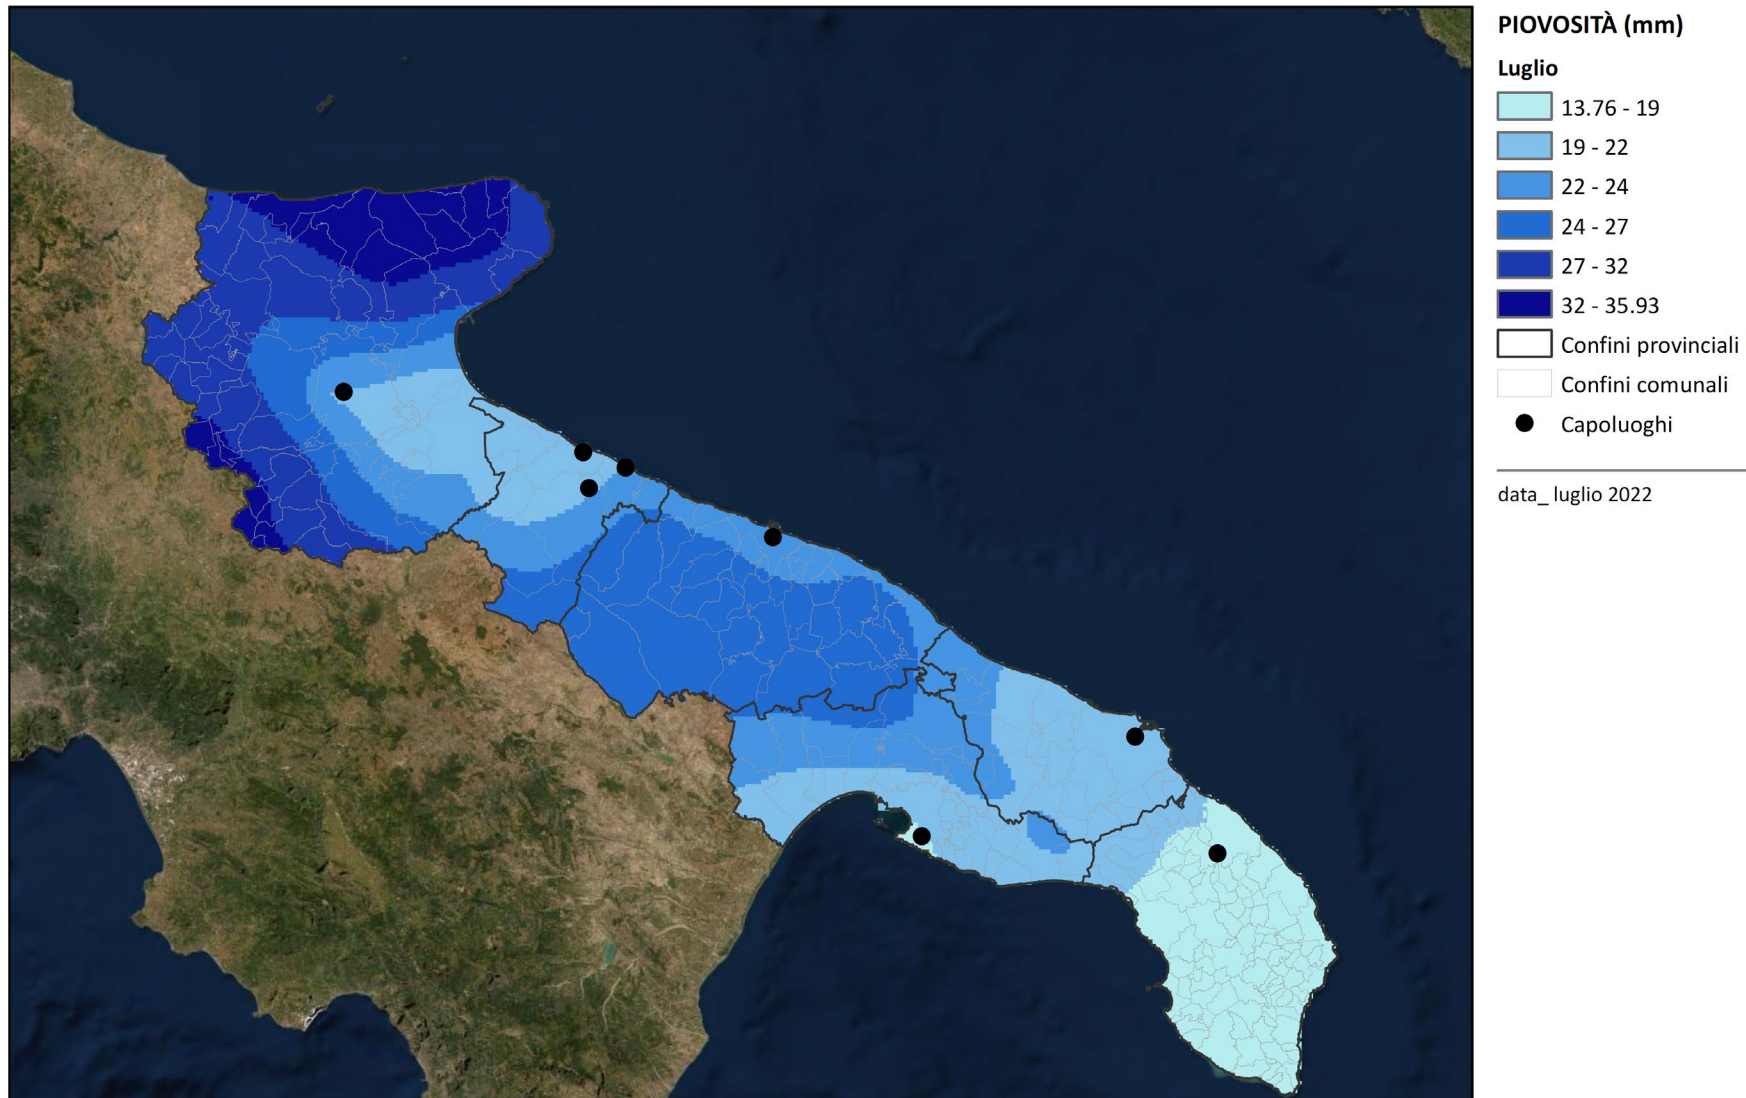 PIOVOSITÀ (mm)
Luglio
13.76 - 19
19 - 22
22 - 24
24 - 27
27 - 32
32 - 35.93
Confini provinciali
Confini comunali
Capoluoghi
data_ luglio 2022